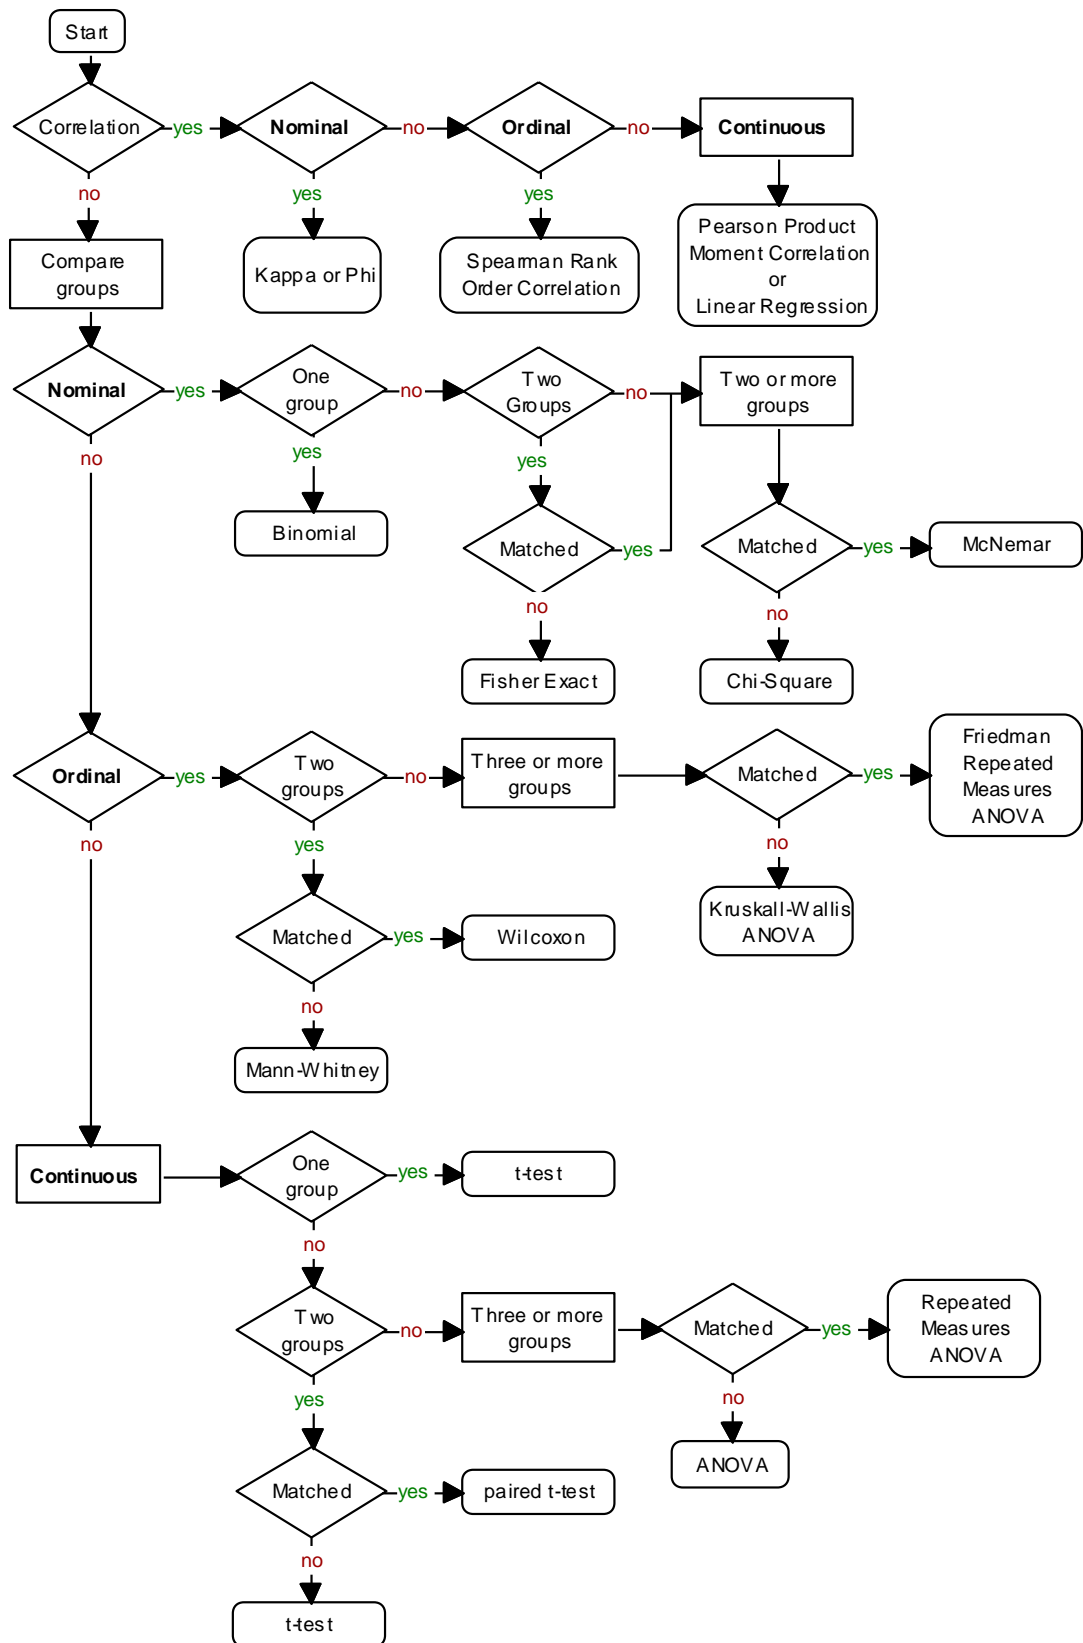 Start
Correlation
yes
Nominal
no
Ordinal
no
Continuous
no
yes
yes
Compare
groups
Kappa or Phi
Spearman Rank
Order Correlation
Pearson Product
Moment Correlation
or
Linear Regression
Nominal
yes
One
group
no
Two
Groups
no
Two or more
groups
no
yes
yes
Binomial
Matched
yes
Matched
yes
McNemar
no
no
Fisher Exact
Chi-Square
Ordinal
yes
Two
groups
no
Three or more
groups
Matched
yes
Friedman
Repeated
Measures
ANOVA
no
yes
no
Kruskall-Wallis
ANOVA
Matched
yes
Wilcoxon
no
Mann-Whitney
Continuous
One
group
yes
t-test
no
Two
groups
no
Three or more
groups
Matched
yes
Repeated
Measures
ANOVA
yes
no
ANOVA
Matched
yes
paired t-test
no
t-test